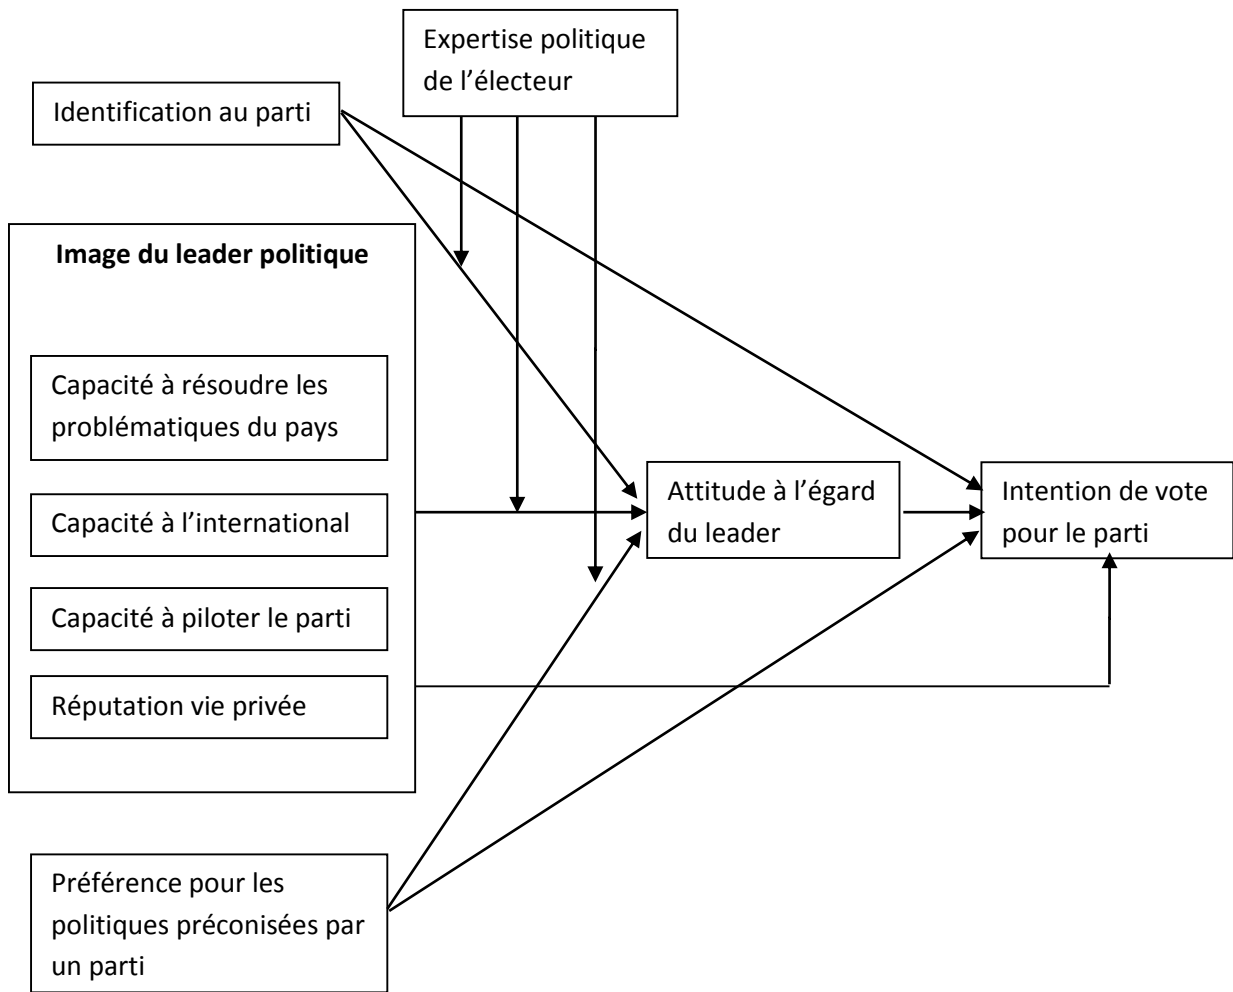 Expertise politique
de l’électeur
Identification au parti
Image du leader politique
Capacité à résoudre les
problématiques du pays
Capacité à l’international
Capacité à piloter le parti
Réputation vie privée
Attitude à l’égard
du leader
Intention de vote
pour le parti
Préférence pour les
politiques préconisées par
un parti